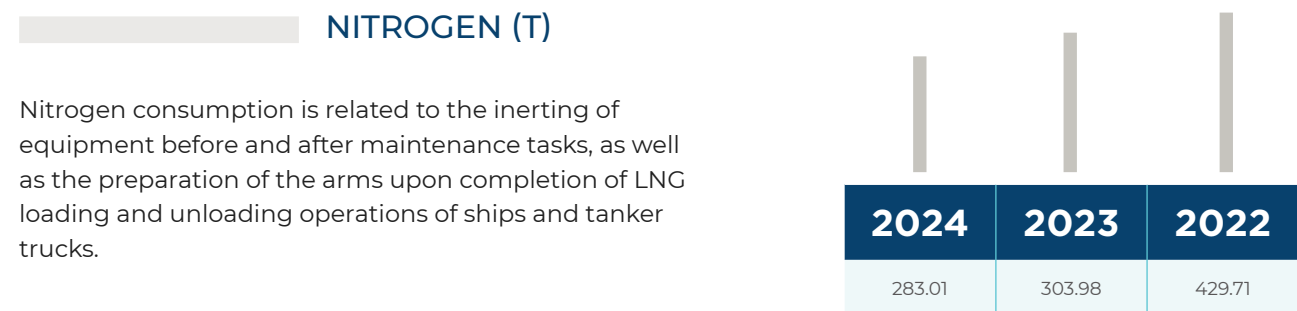 NITROGEN (T)
Nitrogen consumption is related to the inerting of
equipment before and after maintenance tasks, as well
as the preparation of the arms upon completion of LNG
loading and unloading operations of ships and tanker
trucks.
2024 2023 2022
283.01 303.98 429.71